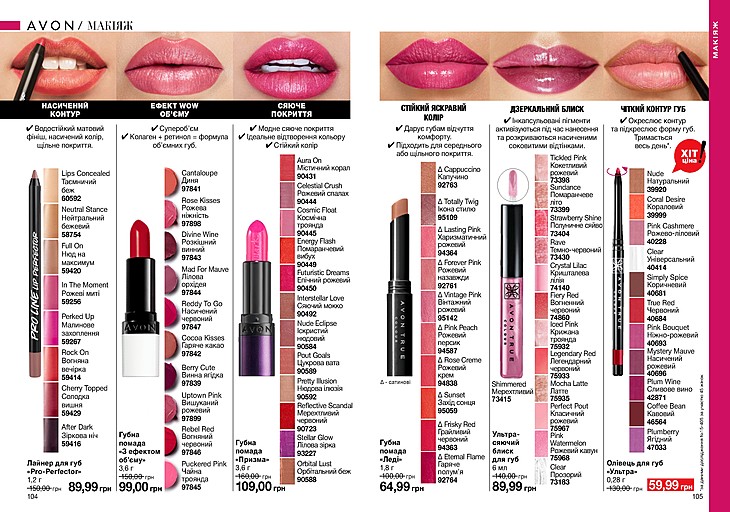 AVON / МАКІЯЖ
НАСИЧЕНИЙ
КОНТУР
✔ Водостійкий матовий
фініш, насичений колір,
щільне покриття.
Lips Concealed
Таємничий
беж
60592
Neutral Stance
Нейтральний
бежевий
58754
Full On
Нюд на
максимум
59420
In The Moment
Рожеві миті
59256
Perked Up
Малинове
захоплення
59267
Rock On
Вогняна
вечірка
59414
Cherry Topped
Солодка
вишня
59429
After Dark
Зіркова ніч
59416
PRO LINE UP. PERFECTOR
Лайнер для губ
«Pro-Perfector»
1,2 г
150,00 грн 89,99 грн
104
ЕФЕКТ WOW
ОБ'ЄМУ
✔ Супероб'єм
✔ Колаген + ретинол = формула
об'ємних губ.
Cantaloupe
Диня
97841
Rose Kisses
Рожева
ніжність
97898
Divine Wine
Розкішний
винний
97843
Mad For Mauve
Лілова
орхідея
97844
Reddy To Go
Насичений
червоний
97847
Cocoa Kisses
Гаряче какао
97842
Berry Cute
Винна ягідка
97839
Uptown Pink
Вишуканий
рожевий
97899
Rebel Red
Вогняний
червоний
97846
Puckered Pink
Чайна
троянда
97845
AVON
Губна
помада
«З ефектом
об'єму»
3,6 г
150,00 грн
99,00 грн
СЯЮЧЕ
ПОКРИТТЯ
✔ Модне сяюче покриття
✔ Ідеальне відтворення кольору
✔ Стійкий колір
Aura On
Містичний корал
90431
Celestial Crush
Рожевий спалах
90444
Cosmic Float
Космічна
троянда
90445
Energy Flash
Помаранчевий
вибух
90449
Futuristic Dreams
Епічний рожевий
90450
Interstellar Love
Сяючий мокко
90492
Nude Eclipse
Іскристий
нюдовий
90584
Pout Goals
Цукрова вата
90589
Pretty Illusion
Нюдова ілюзія
90592
Reflective Scandal
Мерехтливий
червоний
90723
Stellar Glow
Лілова зірка
93227
Orbital Lust
Орбітальний беж
90588
AVON
Губна
помада
«Призма»
3,6 г
160,00 грн
109,00 грн
СТІЙКИЙ ЯСКРАВИЙ
КОЛІР
✔ Дарує губам відчуття
комфорту.
✔ Підходить для середнього
або щільного покриття.
Δ Cappuccino
Капучино
92763
Δ Totally Twig
Ікона стилю
95109
Δ Lasting Pink
Харизматичний
рожевий
94364
Δ Forever Pink
Рожевий
назавжди
92761
Δ Vintage Pink
Вінтажний
рожевий
95142
Δ Pink Peach
Рожевий
персик
94587
Δ Rose Creme
Рожевий
крем
94838
Δ Sunset
Захід сонця
95059
Δ Frisky Red
Грайливий
червоний
94363
Δ Eternal Flame
Гаряче
полум'я
92764
AVON TRUE
Δ - сатинові
Губна
помада
«Леді»
1,8 г
100,00 грн
64,99 грн
ДЗЕРКАЛЬНИЙ БЛИСК
✔ Інкапсульовані пігменти
активізуються під час нанесення
та розкриваються насиченими
соковитими відтінками.
Tickled Pink
Кокетливий
рожевий
73398
Sundance
Помаранчеве
літо
73399
Strawberry Shine
Полуничне сяйво
73404
Rave
Темно-червоний
73430
Crystal Lilac
Кришталева
лілія
74140
Fiery Red
Вогняний
червоний
74860
Iced Pink
Крижана
троянда
75932
Legendary Red
Яскравий
червоний
75933
Mocha Latte
Латте
75935
Perfect Pout
Класичний
рожевий
75967
Pink
Watermelon
Рожевий кавун
75968
Clear
Прозорий
73183
AVON TRUE
Shimmered
Мерехтливий
73415
Ультра-
сяючий
блиск
для губ
6 мл
140,00 грн
89,99 грн
ЧІТКИЙ КОНТУР ГУБ
✔ Окреслює контур
та підкреслює форму губ.
Тримається
весь день*.
ХІТ
ціна
Nude
Натуральний
39920
Coral Desire
Кораловий
39999
Pink Cashmere
Рожево-ліловий
40228
Clear
Універсальний
40414
Simply Spice
Коричневий
40681
True Red
Червоний
40684
Pink Bouquet
Ніжно-рожевий
40693
Mystery Mauve
Насичений
рожевий
40696
Plum Wine
Сливове вино
42871
Coffee Bean
Кавовий
46564
Plumberry
Ягідний
47033
AVON TRUE
Олівець для губ
«Ультра»
0,28 г
130,00 грн 59,99 грн
105
МАКІЯЖ